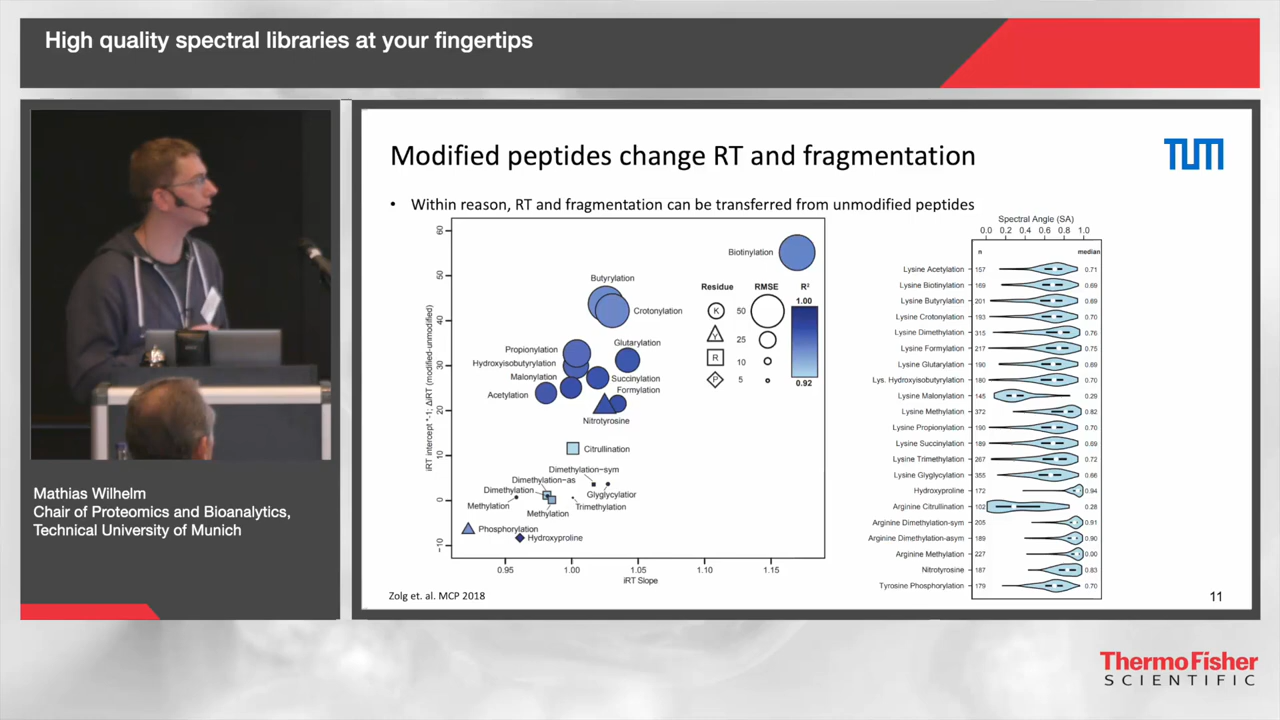 High quality spectral libraries at your fingertips
Mathias Wilhelm
Chair of Proteomics and Bioanalytics,
Technical University of Munich
Modified peptides change RT and fragmentation
TUM
• Within reason, RT and fragmentation can be transferred from unmodified peptides
iRT intercept *-1; ΔiRT (modified-unmodified)
60
50
40
30
20
10
0
−10
0.95
1.00
1.05
1.10
1.15
iRT Slope
Biotinylation
Butyrylation
Crotonylation
Propionylation
Glutarylation
Hydroxyisobutyrylation
Malonylation
Succinylation
Acetylation
Formylation
Nitrotyrosine
Citrullination
Dimethylation−sym
Dimethylation−as
Dimethylation
Glyglycylation
Methylation
Trimethylation
Methylation
Phosphorylation
Hydroxyproline
Residue RMSE R²
1.00
K 50
Y 25
R 10
P 5
0.92
Spectral Angle (SA)
0.0 0.2 0.4 0.6 0.8 1.0
n median
Lysine Acetylation 157 0.71
Lysine Biotinylation 169 0.69
Lysine Butyrylation 201 0.69
Lysine Crotonylation 193 0.70
Lysine Dimethylation 315 0.76
Lysine Formylation 217 0.75
Lysine Glutarylation 190 0.69
Lys. Hydroxyisobutyrylation 180 0.70
Lysine Malonylation 145 0.29
Lysine Methylation 372 0.82
Lysine Propionylation 190 0.70
Lysine Succinylation 189 0.69
Lysine Trimethylation 267 0.72
Lysine Glyglycylation 355 0.66
Hydroxyproline 172 0.94
Arginine Citrullination 102 0.28
Arginine Dimethylation-sym 205 0.91
Arginine Dimethylation-asym 189 0.90
Arginine Methylation 227 0.00
Nitrotyrosine 187 0.83
Tyrosine Phosphorylation 179 0.70
Zolg et. al. MCP 2018
11
ThermoFisher
SCIENTIFIC